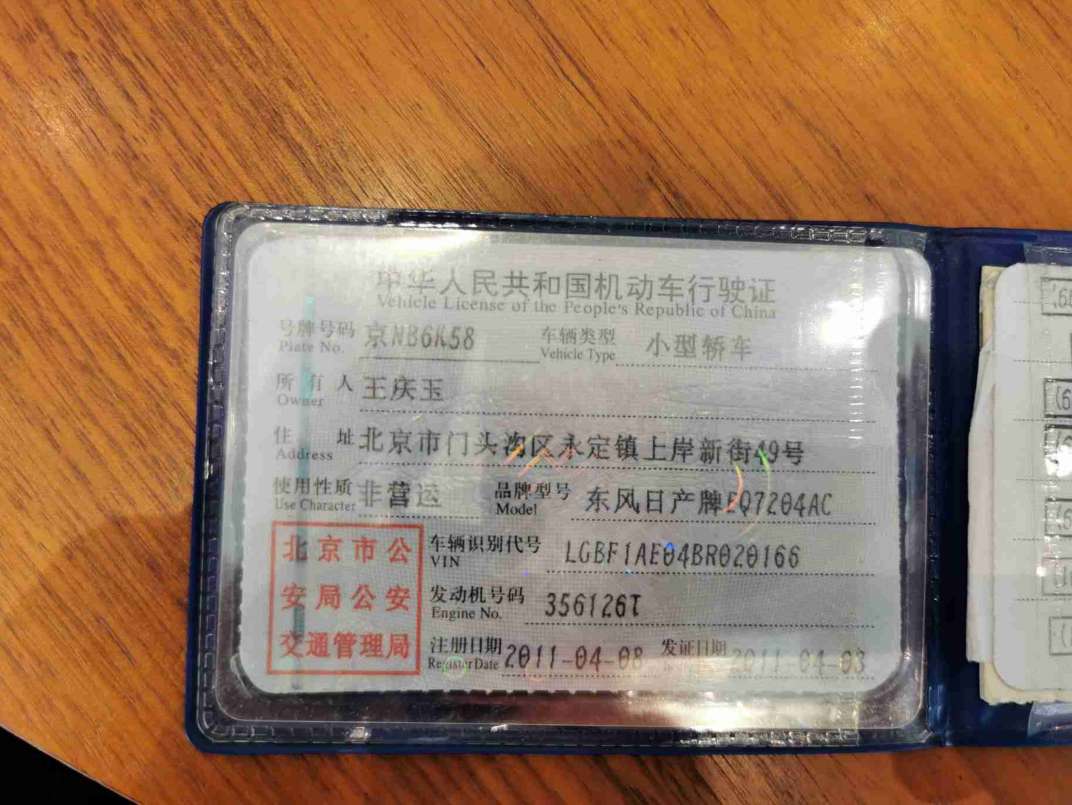 中华人民共和国机动车行驶证
Vehicle License of the People's Republic of China
号牌号码 京NB6K58 车辆类型 小型轿车
Plate No. Vehicle Type
所有人 王庆玉
Owner
住址 北京市门头沟区永定镇上岸新街49号
Address
使用性质 非营运 品牌型号 东风日产牌EQ7204AC
Use Character Model
北京市公
安局公安
交通管理局
车辆识别代号 LGBF1AE04BR020166
VIN
发动机号码 356126T
Engine No.
注册日期 2011-04-08 发证日期
Register Date